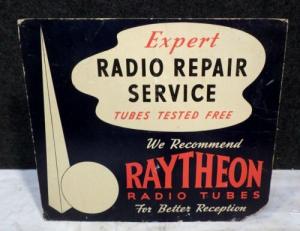 Expert
RADIO REPAIR
SERVICE
TUBES TESTED FREE
We Recommend
RAYTHEON
RADIO TUBES
For Better Reception